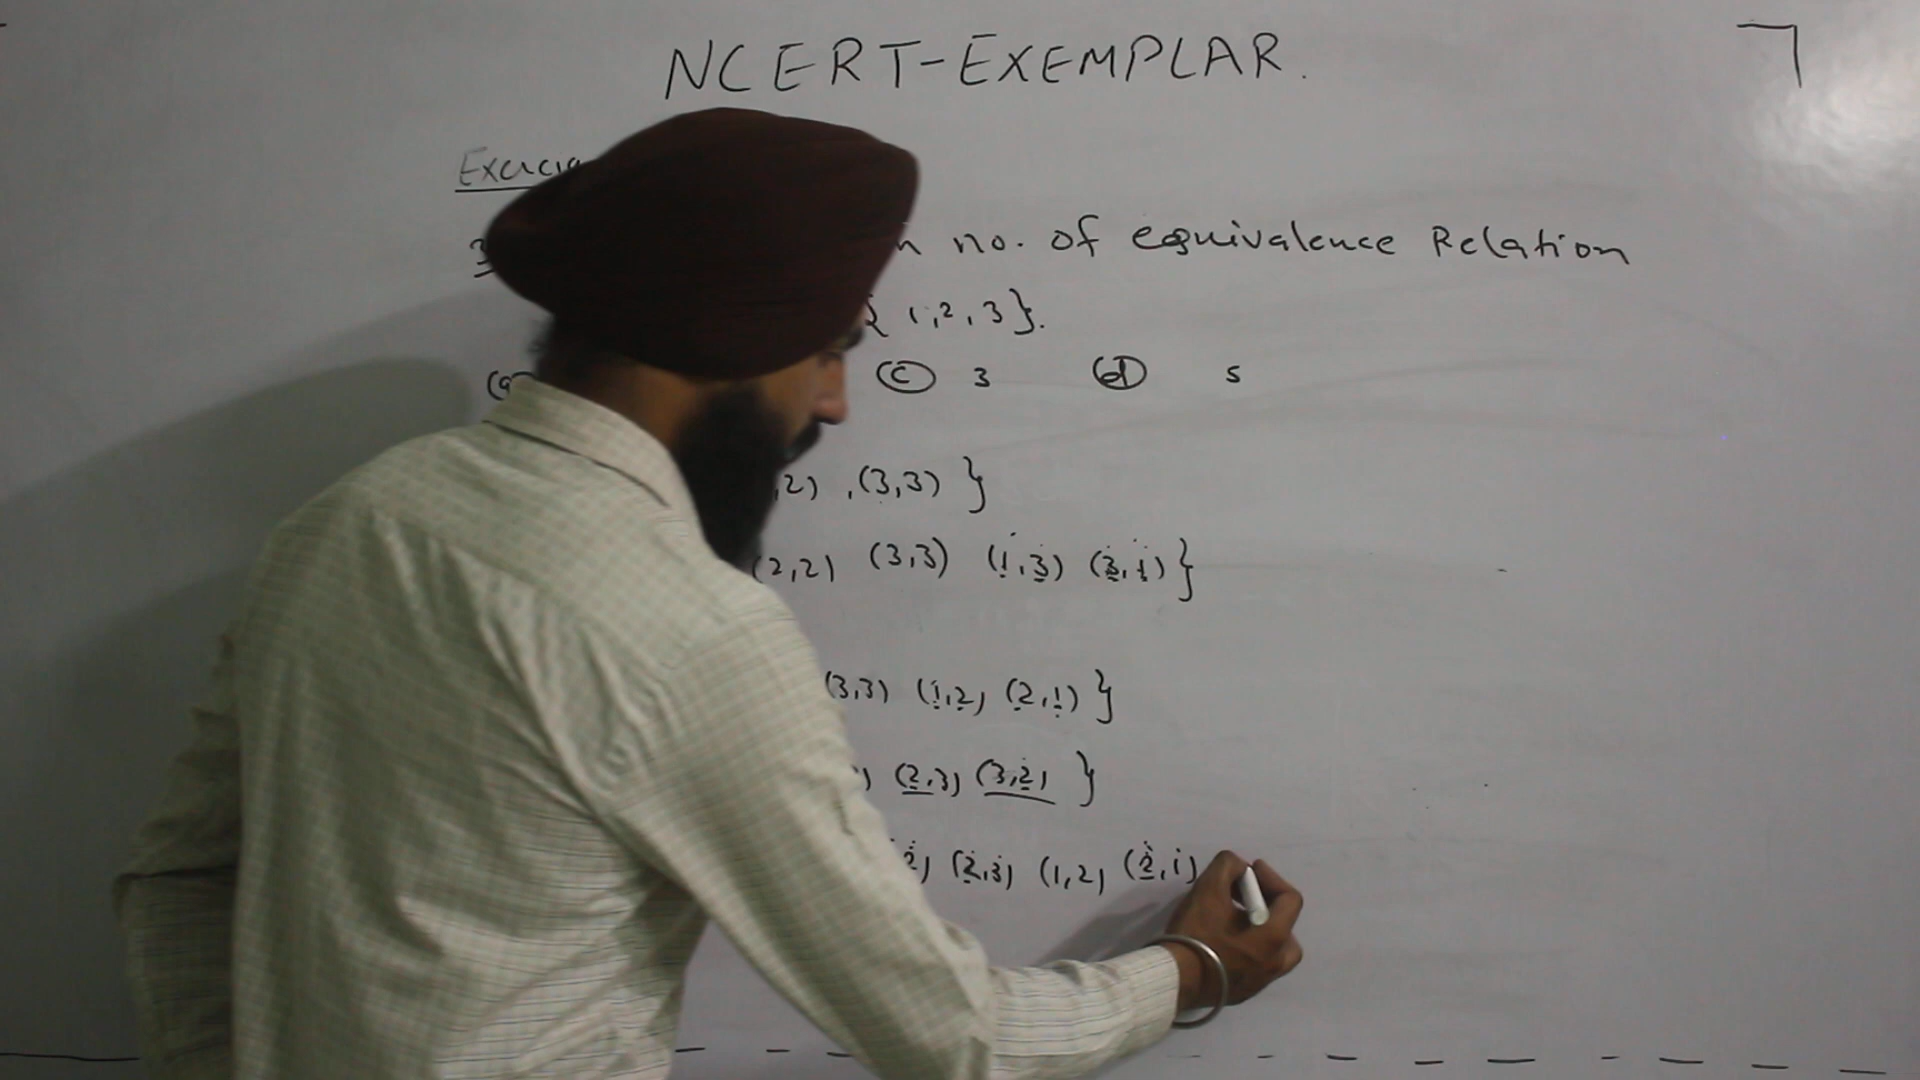 NCERT-EXEMPLAR.
no. of equivalence Relation
{ 1,2,3}.
(a) (c) 3 (d) 5
,2) ,(3,3) }
(2,2) (3,3) (1,3) (3,1) }
(3,3) (1,2) (2,1) }
) (2,3) (3,2) }
2) (2,3) (1,2) (2,1)